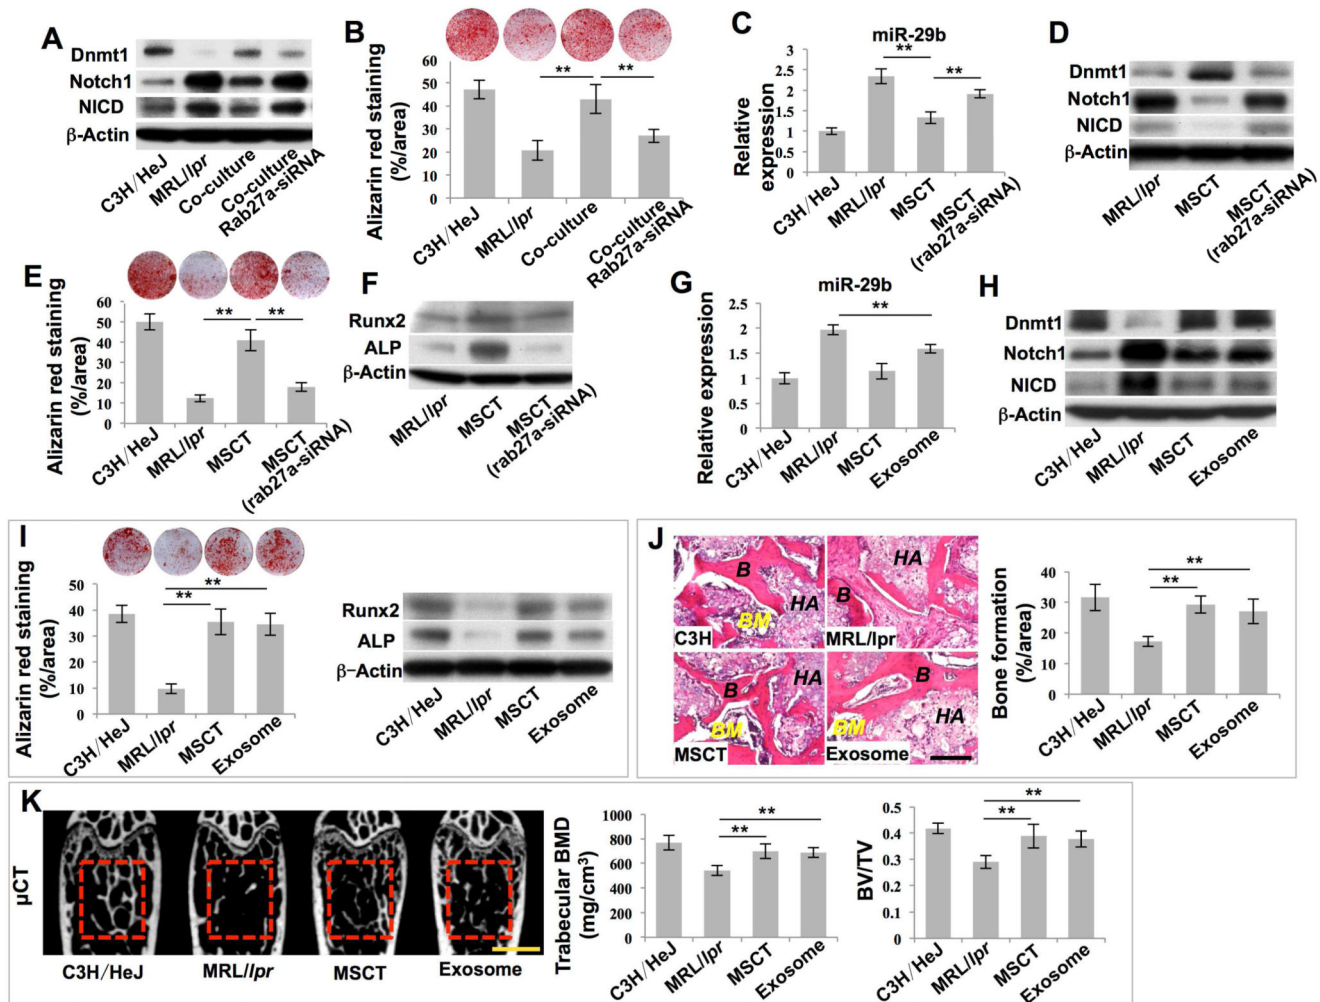 A
Dnmt1
Notch1
NICD
β-Actin
C3H/HeJ
MRL/lpr
Co-culture
Co-culture
Rab27a-siRNA
B
Alizarin red staining
(%/area)
60
50
40
30
20
10
0
**
**
C3H/HeJ
MRL/lpr
Co-culture
Co-culture
Rab27a-siRNA
C
miR-29b
Relative
expression
3
2.5
2
1.5
1
0.5
0
**
**
C3H/HeJ
MRL/lpr
MSCT
MSCT
(rab27a-siRNA)
D
Dnmt1
Notch1
NICD
β-Actin
MRL/lpr
MSCT
MSCT
(rab27a-siRNA)
E
Alizarin red staining
(%/area)
60
50
40
30
20
10
0
**
**
C3H/HeJ
MRL/lpr
MSCT
MSCT
(rab27a-siRNA)
F
Runx2
ALP
β-Actin
MRL/lpr
MSCT
MSCT
(rab27a-siRNA)
G
miR-29b
Relative expression
2.5
2
1.5
1
0.5
0
**
C3H/HeJ
MRL/lpr
MSCT
Exosome
H
Dnmt1
Notch1
NICD
β-Actin
C3H/HeJ
MRL/lpr
MSCT
Exosome
I
Alizarin red staining
(%/area)
50
40
30
20
10
0
**
**
C3H/HeJ
MRL/lpr
MSCT
Exosome
Runx2
ALP
β-Actin
C3H/HeJ
MRL/lpr
MSCT
Exosome
J
B
HA
BM
C3H
HA
B
MRL/lpr
B
HA
BM
MSCT
B
HA
BM
Exosome
Bone formation
(%/area)
40
30
20
10
0
**
**
C3H/HeJ
MRL/lpr
MSCT
Exosome
K
μCT
C3H/HeJ
MRL/lpr
MSCT
Exosome
Trabecular BMD
(mg/cm³)
1000
800
600
400
200
0
**
**
C3H/HeJ
MRL/lpr
MSCT
Exosome
BV/TV
0.5
0.4
0.3
0.2
0.1
0
**
**
C3H/HeJ
MRL/lpr
MSCT
Exosome